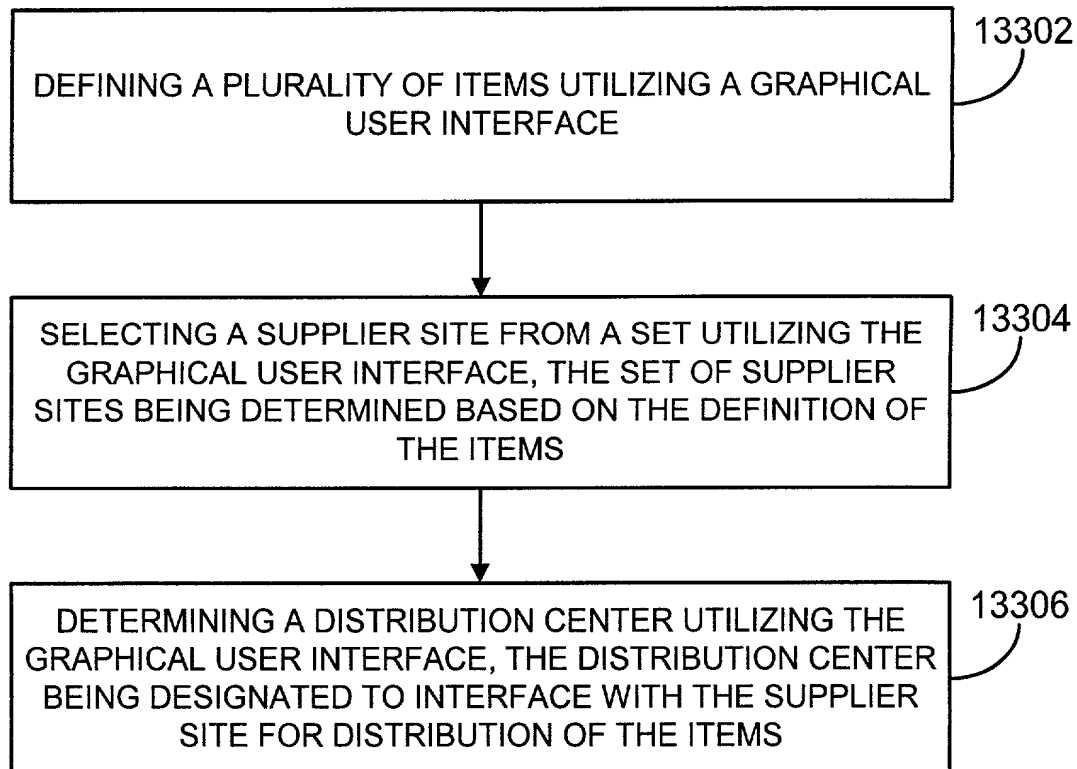 13302
DEFINING A PLURALITY OF ITEMS UTILIZING A GRAPHICAL
USER INTERFACE
13304
SELECTING A SUPPLIER SITE FROM A SET UTILIZING THE
GRAPHICAL USER INTERFACE, THE SET OF SUPPLIER
SITES BEING DETERMINED BASED ON THE DEFINITION OF
THE ITEMS
13306
DETERMINING A DISTRIBUTION CENTER UTILIZING THE
GRAPHICAL USER INTERFACE, THE DISTRIBUTION CENTER
BEING DESIGNATED TO INTERFACE WITH THE SUPPLIER
SITE FOR DISTRIBUTION OF THE ITEMS